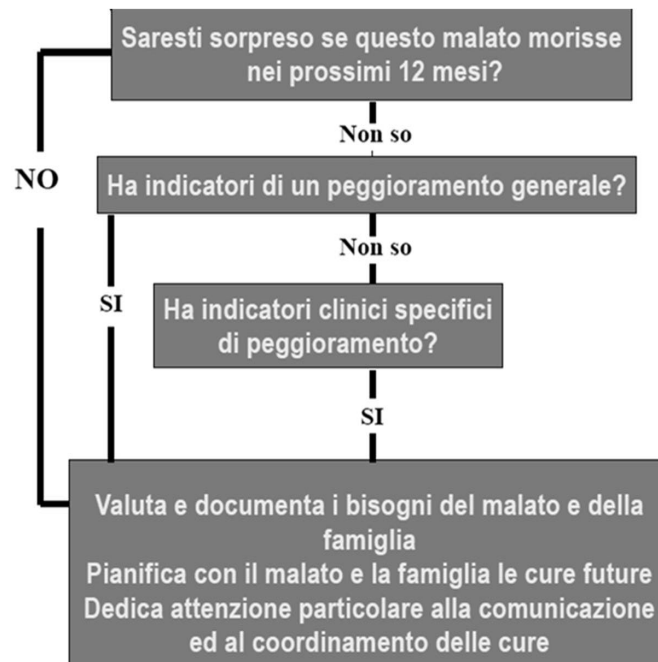 Saresti sorpreso se questo malato morisse
nei prossimi 12 mesi?
Non so
NO
Ha indicatori di un peggioramento generale?
Non so
SI
Ha indicatori clinici specifici
di peggioramento?
SI
Valuta e documenta i bisogni del malato e della
famiglia
Pianifica con il malato e la famiglia le cure future
Dedica attenzione particolare alla comunicazione
ed al coordinamento delle cure